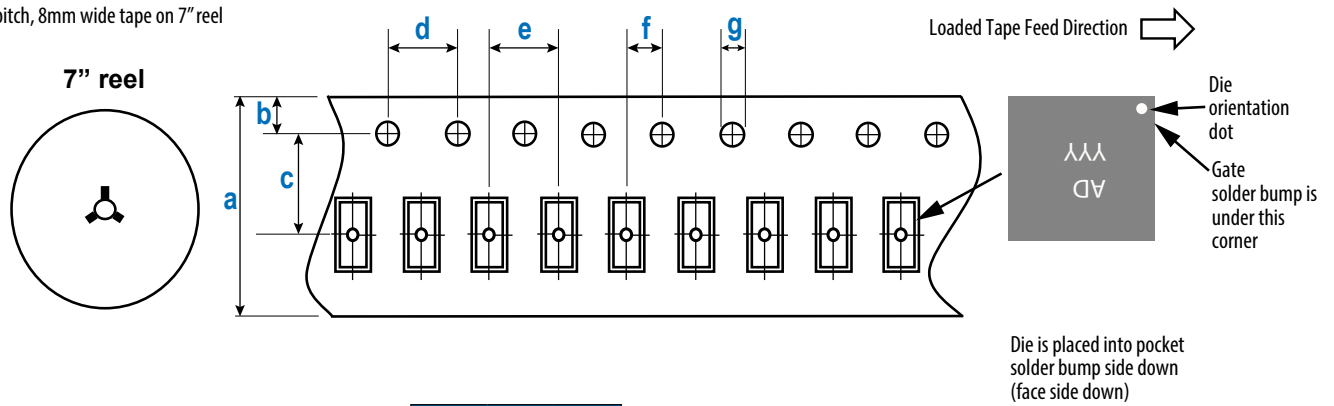 pitch, 8mm wide tape on 7” reel
Loaded Tape Feed Direction
7” reel
d
e
f
g
b
c
a
Die
orientation
dot
Gate
solder bump is
under this
corner
YYY
AD
Die is placed into pocket
solder bump side down
(face side down)